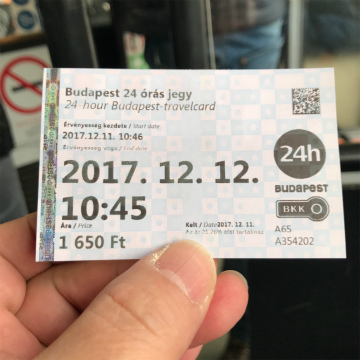 Budapest 24 órás jegy
24-hour Budapest-travelcard
Érvényesség kezdete / Start date
2017.12.11. 10:46
Érvényesség vége / End date
2017. 12. 12.
10:45
24h
BUDAPEST
BKK
Ára / Price
Kelt / Date 2017. 12. 11.
1 650 Ft
A65
A354202